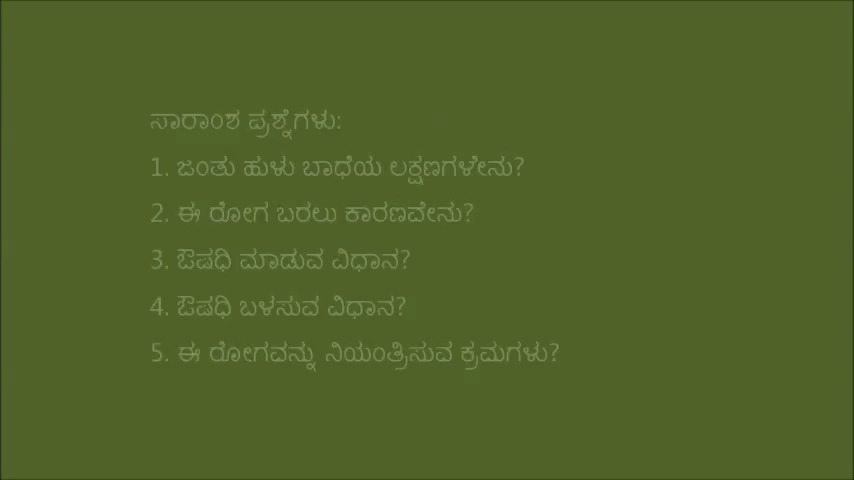 ಸಾರಾಂಶ ಪ್ರಶ್ನೆಗಳು:
1. ಜಂತು ಹುಳು ಬಾಧೆಯ ಲಕ್ಷಣಗಳೇನು?
2. ಈ ರೋಗ ಬರಲು ಕಾರಣವೇನು?
3. ಔಷಧಿ ಮಾಡುವ ವಿಧಾನ?
4. ಔಷಧಿ ಬಳಸುವ ವಿಧಾನ?
5. ಈ ರೋಗವನ್ನು ನಿಯಂತ್ರಿಸುವ ಕ್ರಮಗಳು?